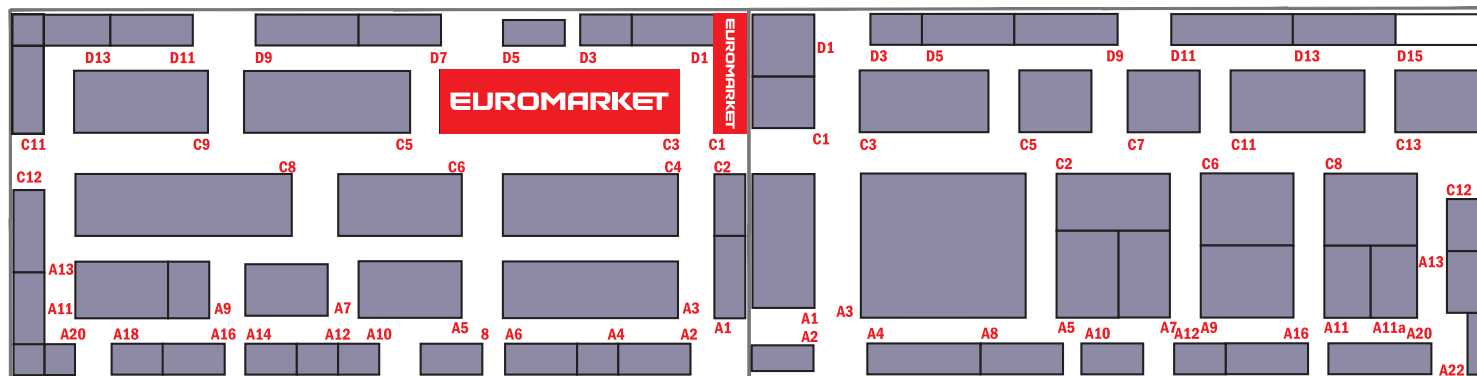 EUROMARKET
D13 D11 D9 D7 D5 D3 D1 D1 D3 D5 D9 D11 D13 D15
EUROMARKET
C11 C9 C5 C3 C1 C1 C3 C5 C7 C11 C13
C12 C8 C6 C4 C2 C2 C6 C8 C12
A13 A13
A11 A9 A7 A3 A3
A5 A1 A1 A5 A7 A9 A11 A11a
A20 A18 A16 A14 A12 A10 8 A6 A4 A2 A2 A4 A8 A10 A12 A16 A20
A22